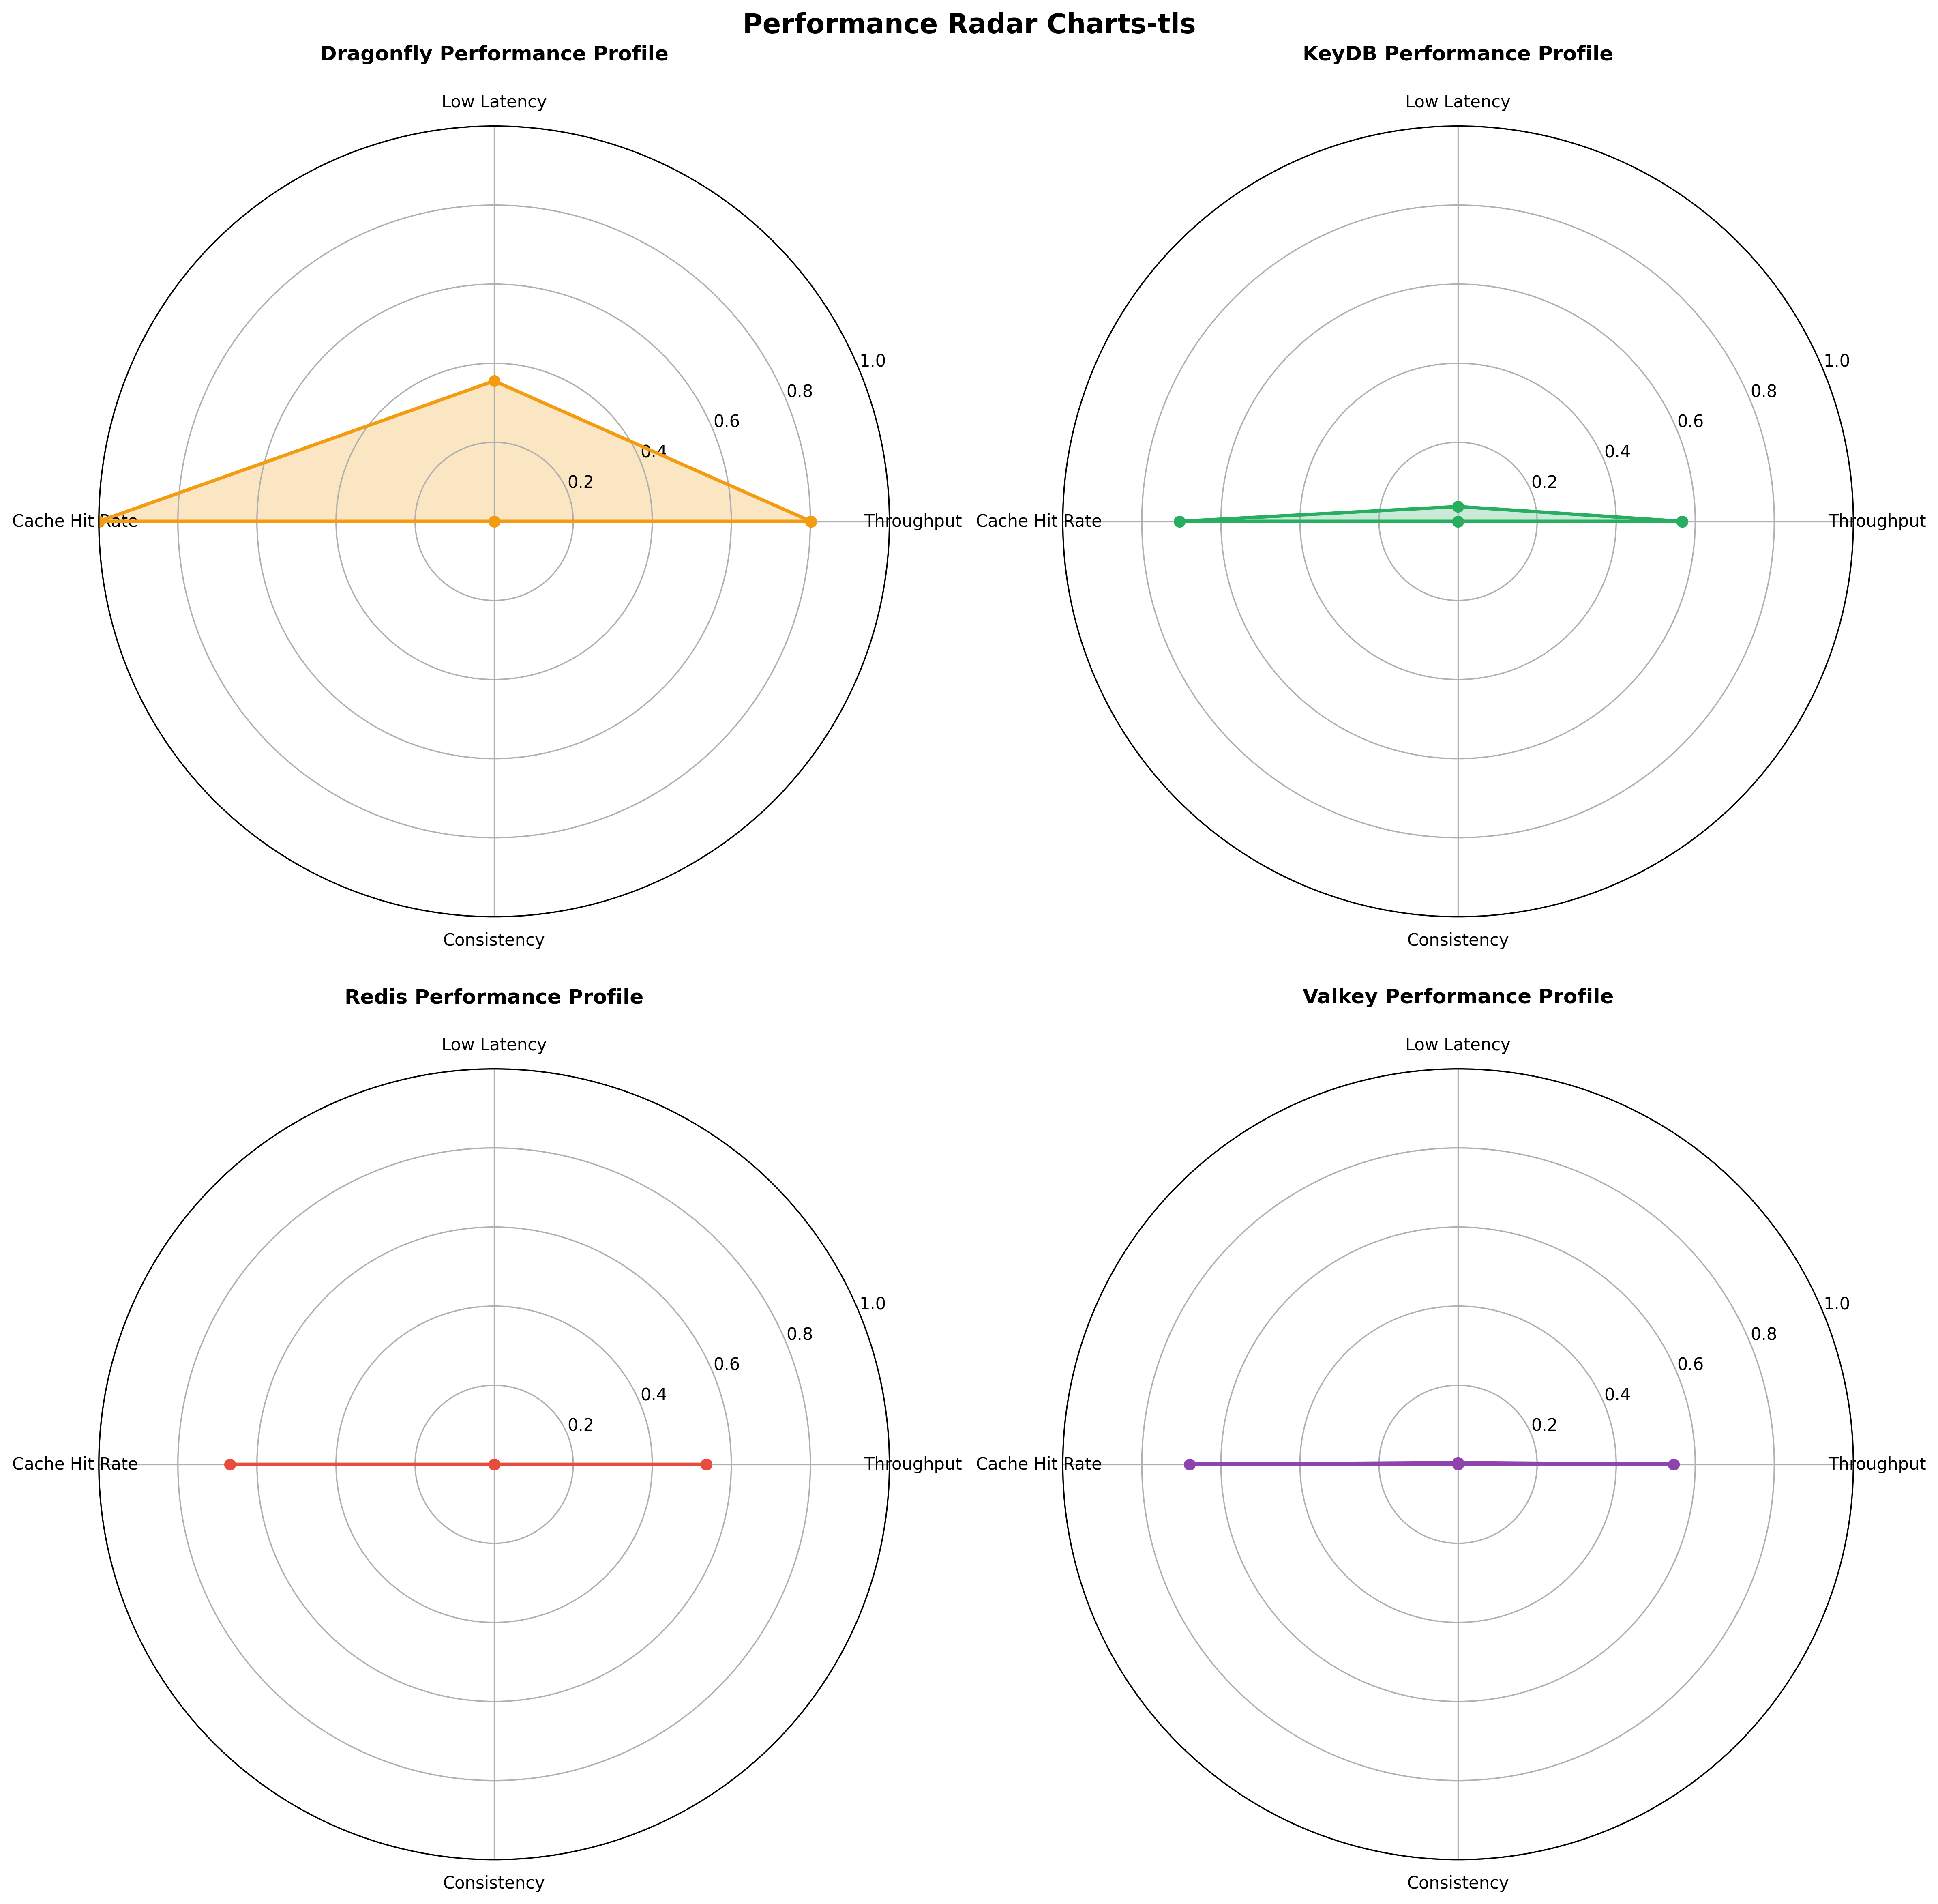 Performance Radar Charts-tls
Dragonfly Performance Profile
Low Latency
1.0
0.8
0.6
0.4
0.2
Cache Hit Rate
Throughput
Consistency
KeyDB Performance Profile
Low Latency
1.0
0.8
0.6
0.4
0.2
Cache Hit Rate
Throughput
Consistency
Redis Performance Profile
Low Latency
1.0
0.8
0.6
0.4
0.2
Cache Hit Rate
Throughput
Consistency
Valkey Performance Profile
Low Latency
1.0
0.8
0.6
0.4
0.2
Cache Hit Rate
Throughput
Consistency